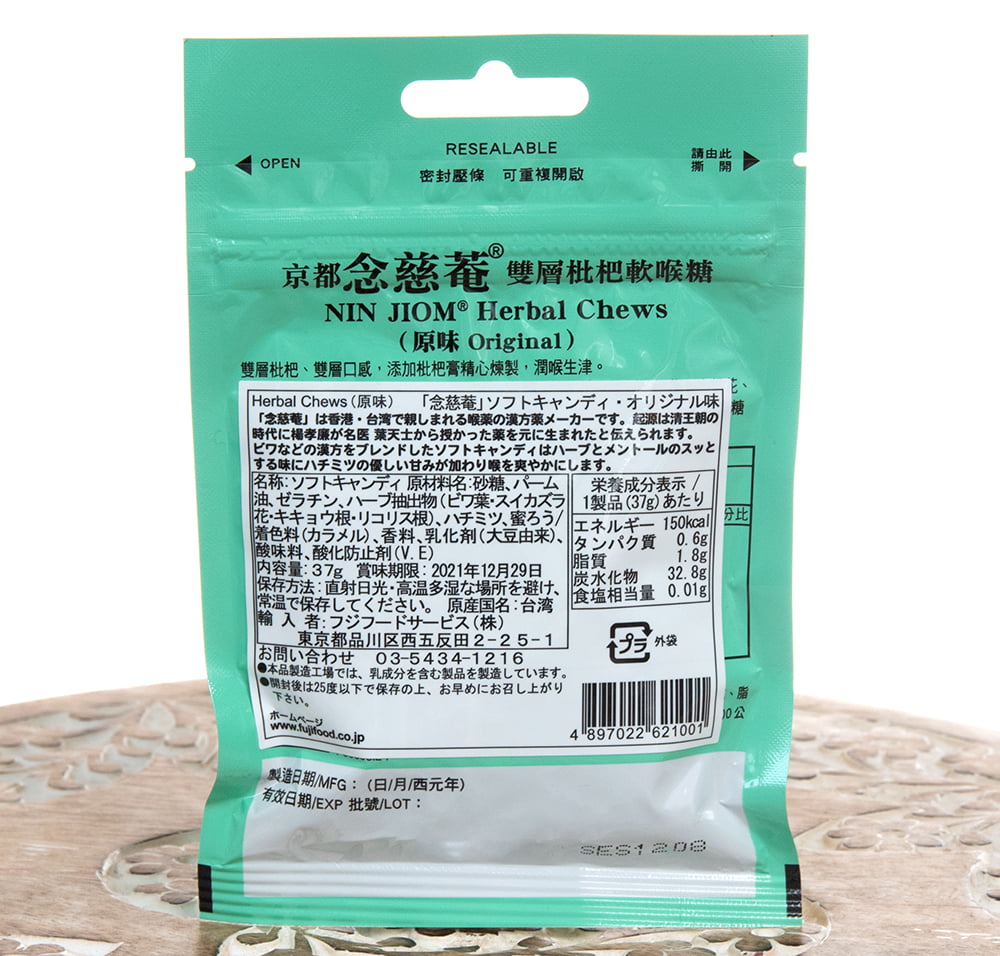 OPEN
RESEALABLE
密封壓條 可重複開啟
請由此
撕 開
京都念慈菴® 雙層枇杷軟喉糖
NIN JIOM® Herbal Chews
(原味 Original)
雙層枇杷、雙層口感，添加枇杷膏精心煉製，潤喉生津。
花、
糖
Herbal Chews(原味) 「念慈菴」ソフトキャンディ・オリジナル味
「念慈菴」は香港・台湾で親しまれる喉薬の漢方薬メーカーです。起源は清王朝の
時代に楊孝廉が名医 葉天士から授かった薬を元に生まれたと伝えられます。
ビワなどの漢方をブレンドしたソフトキャンディはハーブとメントールのスッと
する味にハチミツの優しい甘みが加わり喉を爽やかにします。
名称:ソフトキャンディ 原材料名:砂糖、パーム
油、ゼラチン、ハーブ抽出物(ビワ葉・スイカズラ
花・キキョウ根・リコリス根)、ハチミツ、蜜ろう/
着色料(カラメル)、香料、乳化剤(大豆由来)、
酸味料、酸化防止剤(V.E)
内容量:37g 賞味期限:2021年12月29日
保存方法:直射日光・高温多湿な場所を避け、
常温で保存してください。 原産国名:台湾
輸 入 者:フジフードサービス(株)
東京都品川区西五反田2-25-1
お問い合わせ 03-5434-1216
●本品製造工場では、乳成分を含む製品を製造しています。
●開封後は25度以下で保存の上、お早めにお召し上がり
下さい。
ホームページ
www.fujifood.co.jp
栄養成分表示 /
1製品(37g)あたり
エネルギー 150kcal
タンパク質 0.6g
脂質 1.8g
炭水化物 32.8g
食塩相当量 0.01g
プラ 外袋
4 897022 621001
分比
、脂
00公
製造日期/MFG：(日/月/西元年)
有效日期/EXP 批號/LOT：
SES1208